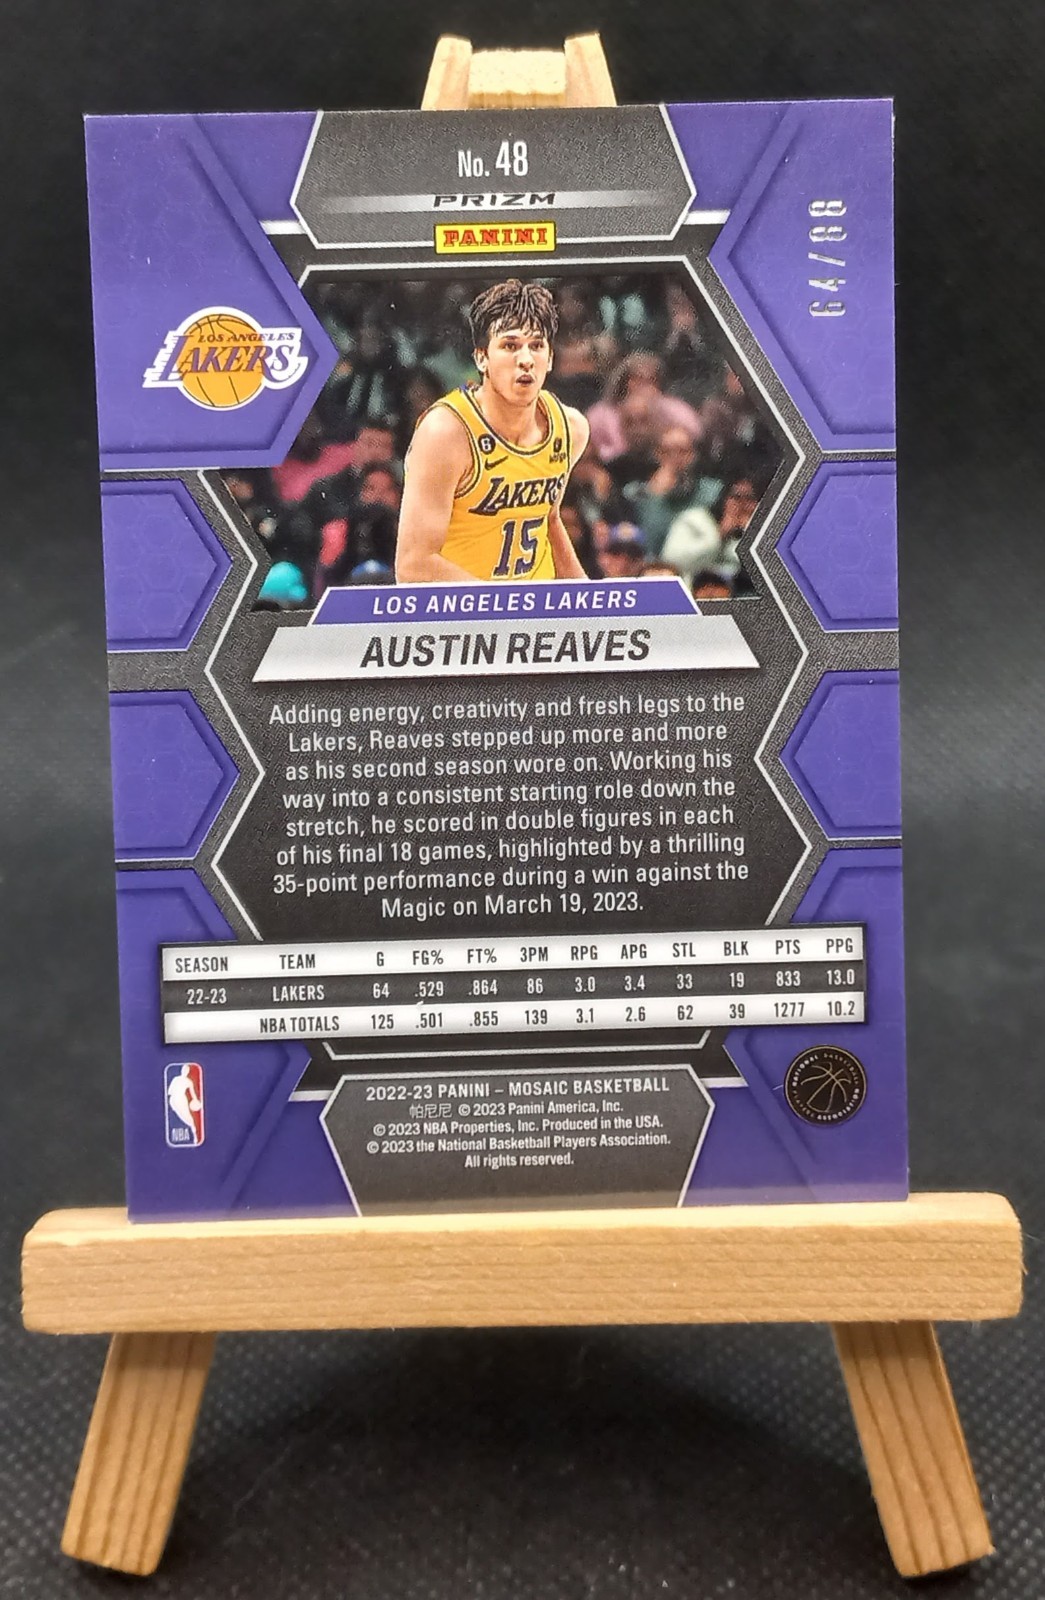 No. 48
PRIZM
PANINI
64/88
LOS ANGELES
LAKERS
6
LAKERS
15
LOS ANGELES LAKERS
AUSTIN REAVES
Adding energy, creativity and fresh legs to the
Lakers, Reaves stepped up more and more
as his second season wore on. Working his
way into a consistent starting role down the
stretch, he scored in double figures in each
of his final 18 games, highlighted by a thrilling
35-point performance during a win against the
Magic on March 19, 2023.
SEASON TEAM G FG% FT% 3PM RPG APG STL BLK PTS PPG
22-23 LAKERS 64 .529 .864 86 3.0 3.4 33 19 833 13.0
NBA TOTALS 125 .501 .855 139 3.1 2.6 62 39 1277 10.2
2022-23 PANINI – MOSAIC BASKETBALL
帕尼尼 © 2023 Panini America, Inc.
© 2023 NBA Properties, Inc. Produced in the USA.
© 2023 the National Basketball Players Association.
All rights reserved.
NBA
NATIONAL BASKETBALL PLAYERS ASSOCIATION